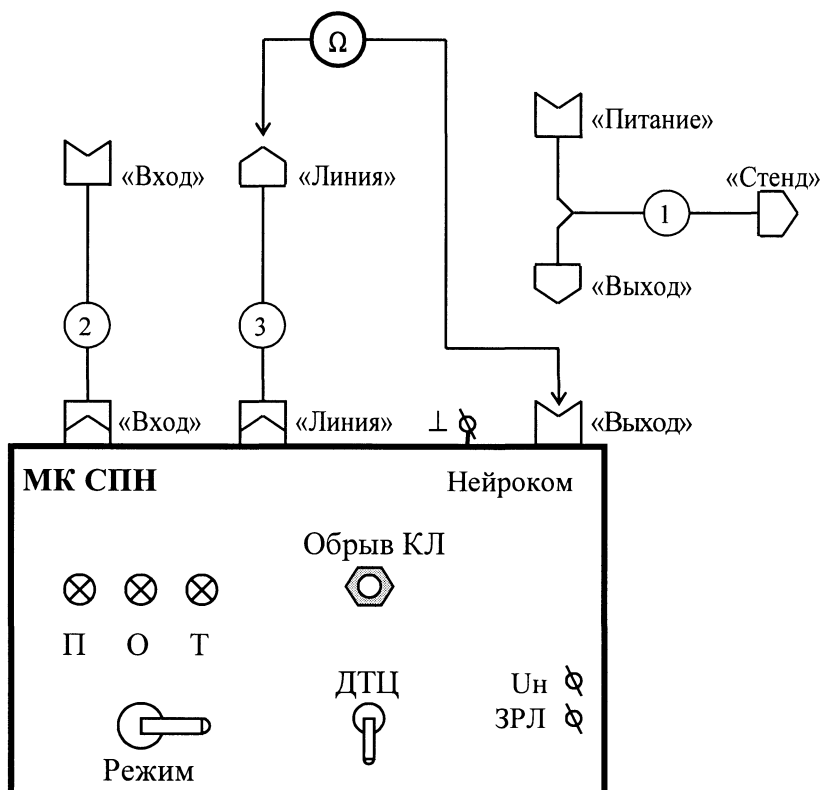 Ω
«Питание»
«Вход»
«Линия»
«Стенд»
1
«Выход»
2
3
«Вход»
«Линия»
⊥
«Выход»
МК СПН
Нейроком
Обрыв КЛ
П О Т
ДТЦ
Uн
ЗРЛ
Режим